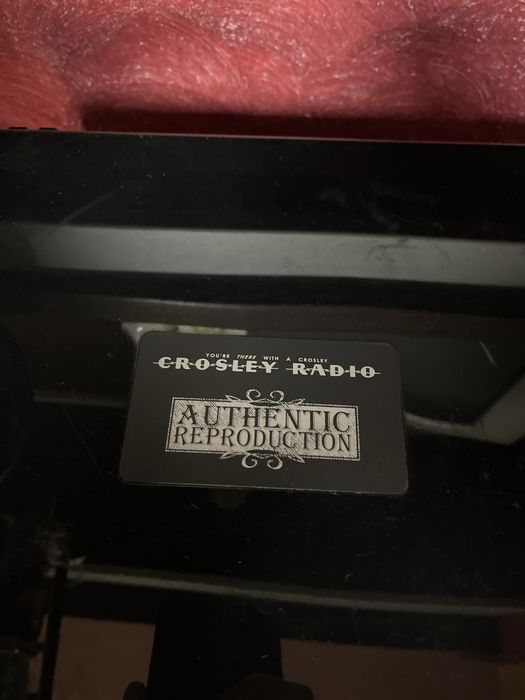 YOU'RE THERE WITH A CROSLEY
CROSLEY RADIO
AUTHENTIC
REPRODUCTION